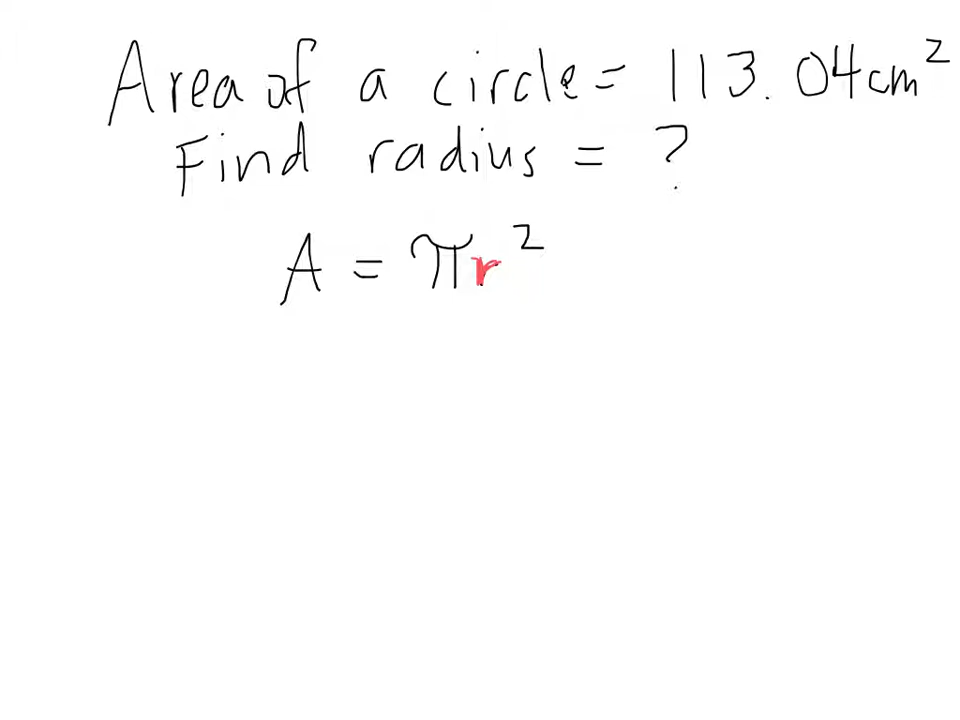 Area of a circle = 113.04cm²
Find radius = ?
A = πr²